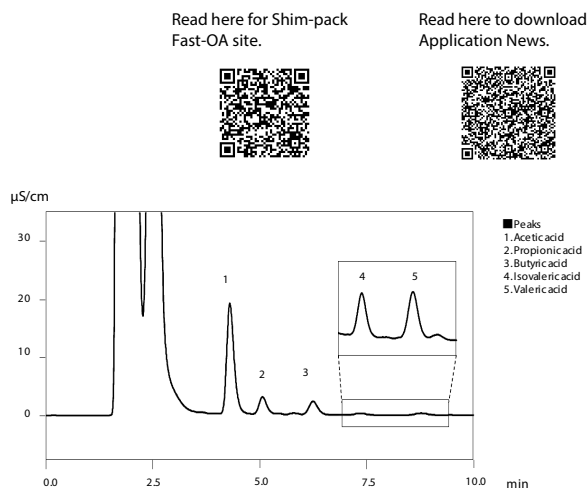 Read here for Shim-pack
Fast-OA site.
Read here to download
Application News.
µS/cm
30
20
10
0
1
2
3
4
5
■Peaks
1.Aceticacid
2.Propionicacid
3.Butyricacid
4.Isovalericacid
5.Valericacid
0.0
2.5
5.0
7.5
10.0
min